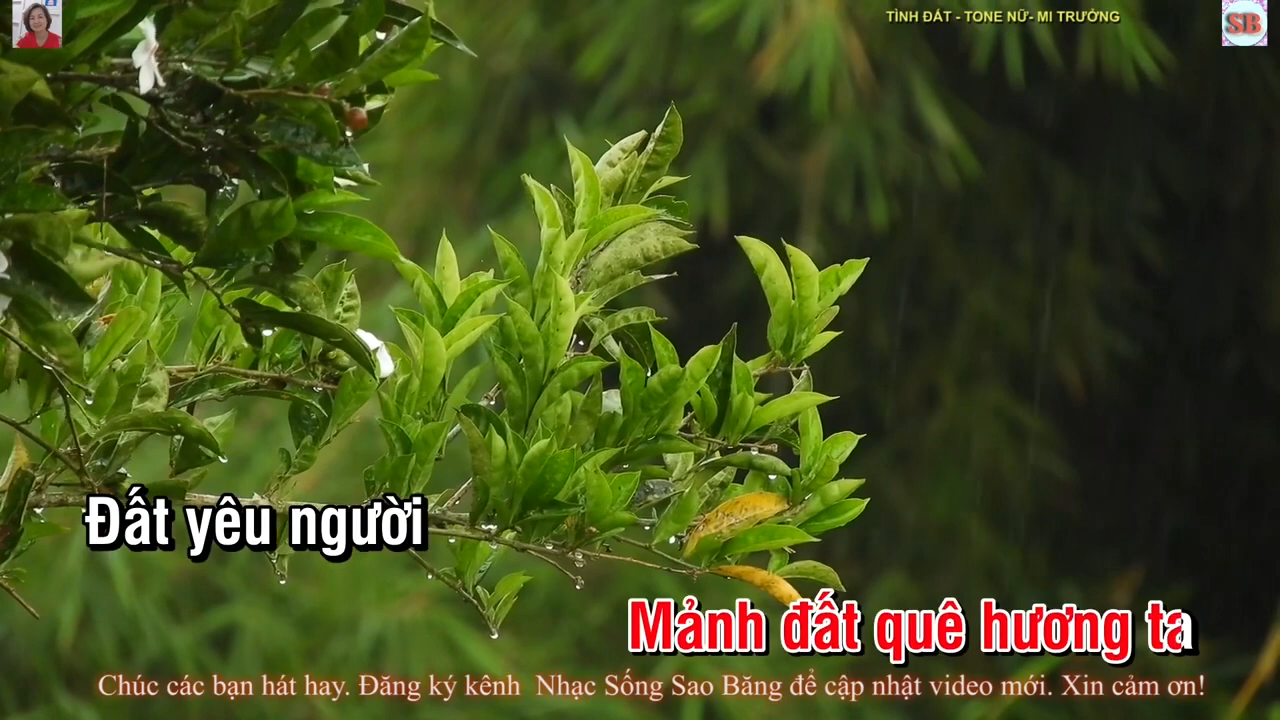 TÌNH ĐẤT - TONE NỮ- MI TRƯỞNG
SB
Đất yêu người
Mảnh đất quê hương ta
Chúc các bạn hát hay. Đăng ký kênh  Nhạc Sống Sao Băng để cập nhật video mới. Xin cảm ơn!